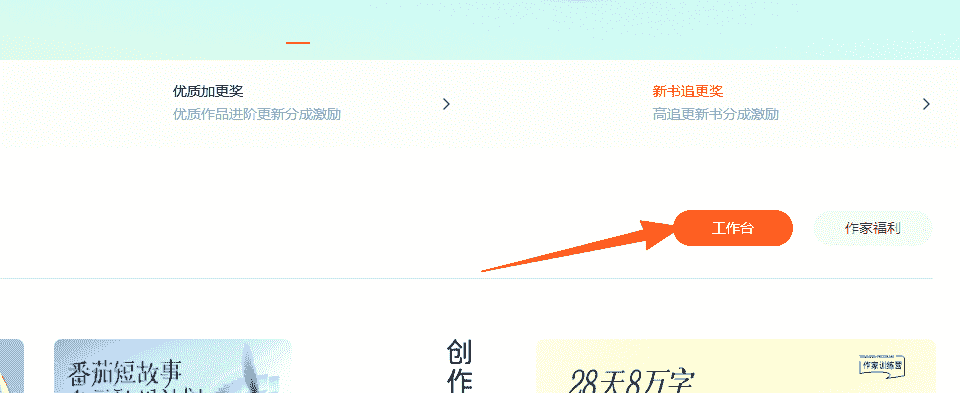 优质加更奖
优质作品进阶更新分成激励
新书追更奖
高追更新书分成激励
工作台
作家福利
番茄短故事
创
作
28天8万字
作家训练营